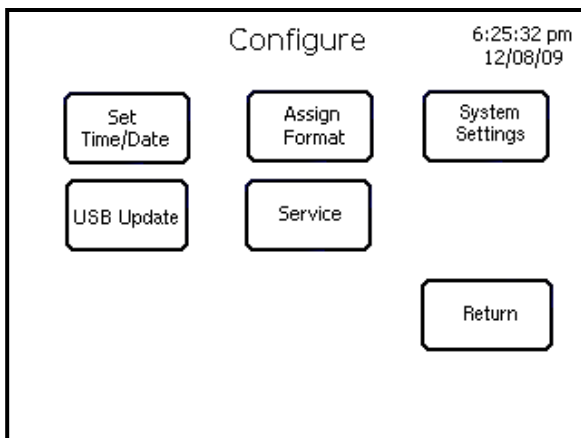 Configure
6:25:32 pm
12/08/09
Set
Time/Date
Assign
Format
System
Settings
USB Update
Service
Return